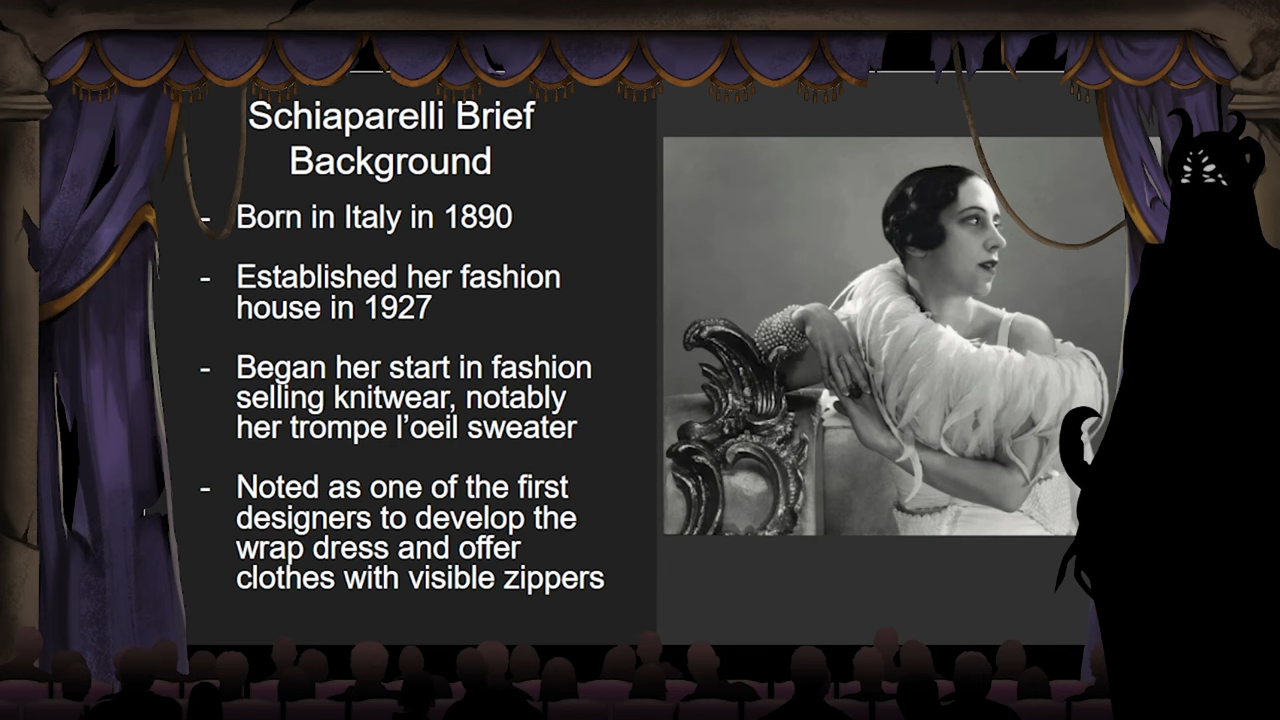 Schiaparelli Brief
Background
- Born in Italy in 1890
- Established her fashion
house in 1927
- Began her start in fashion
selling knitwear, notably
her trompe l’oeil sweater
- Noted as one of the first
designers to develop the
wrap dress and offer
clothes with visible zippers